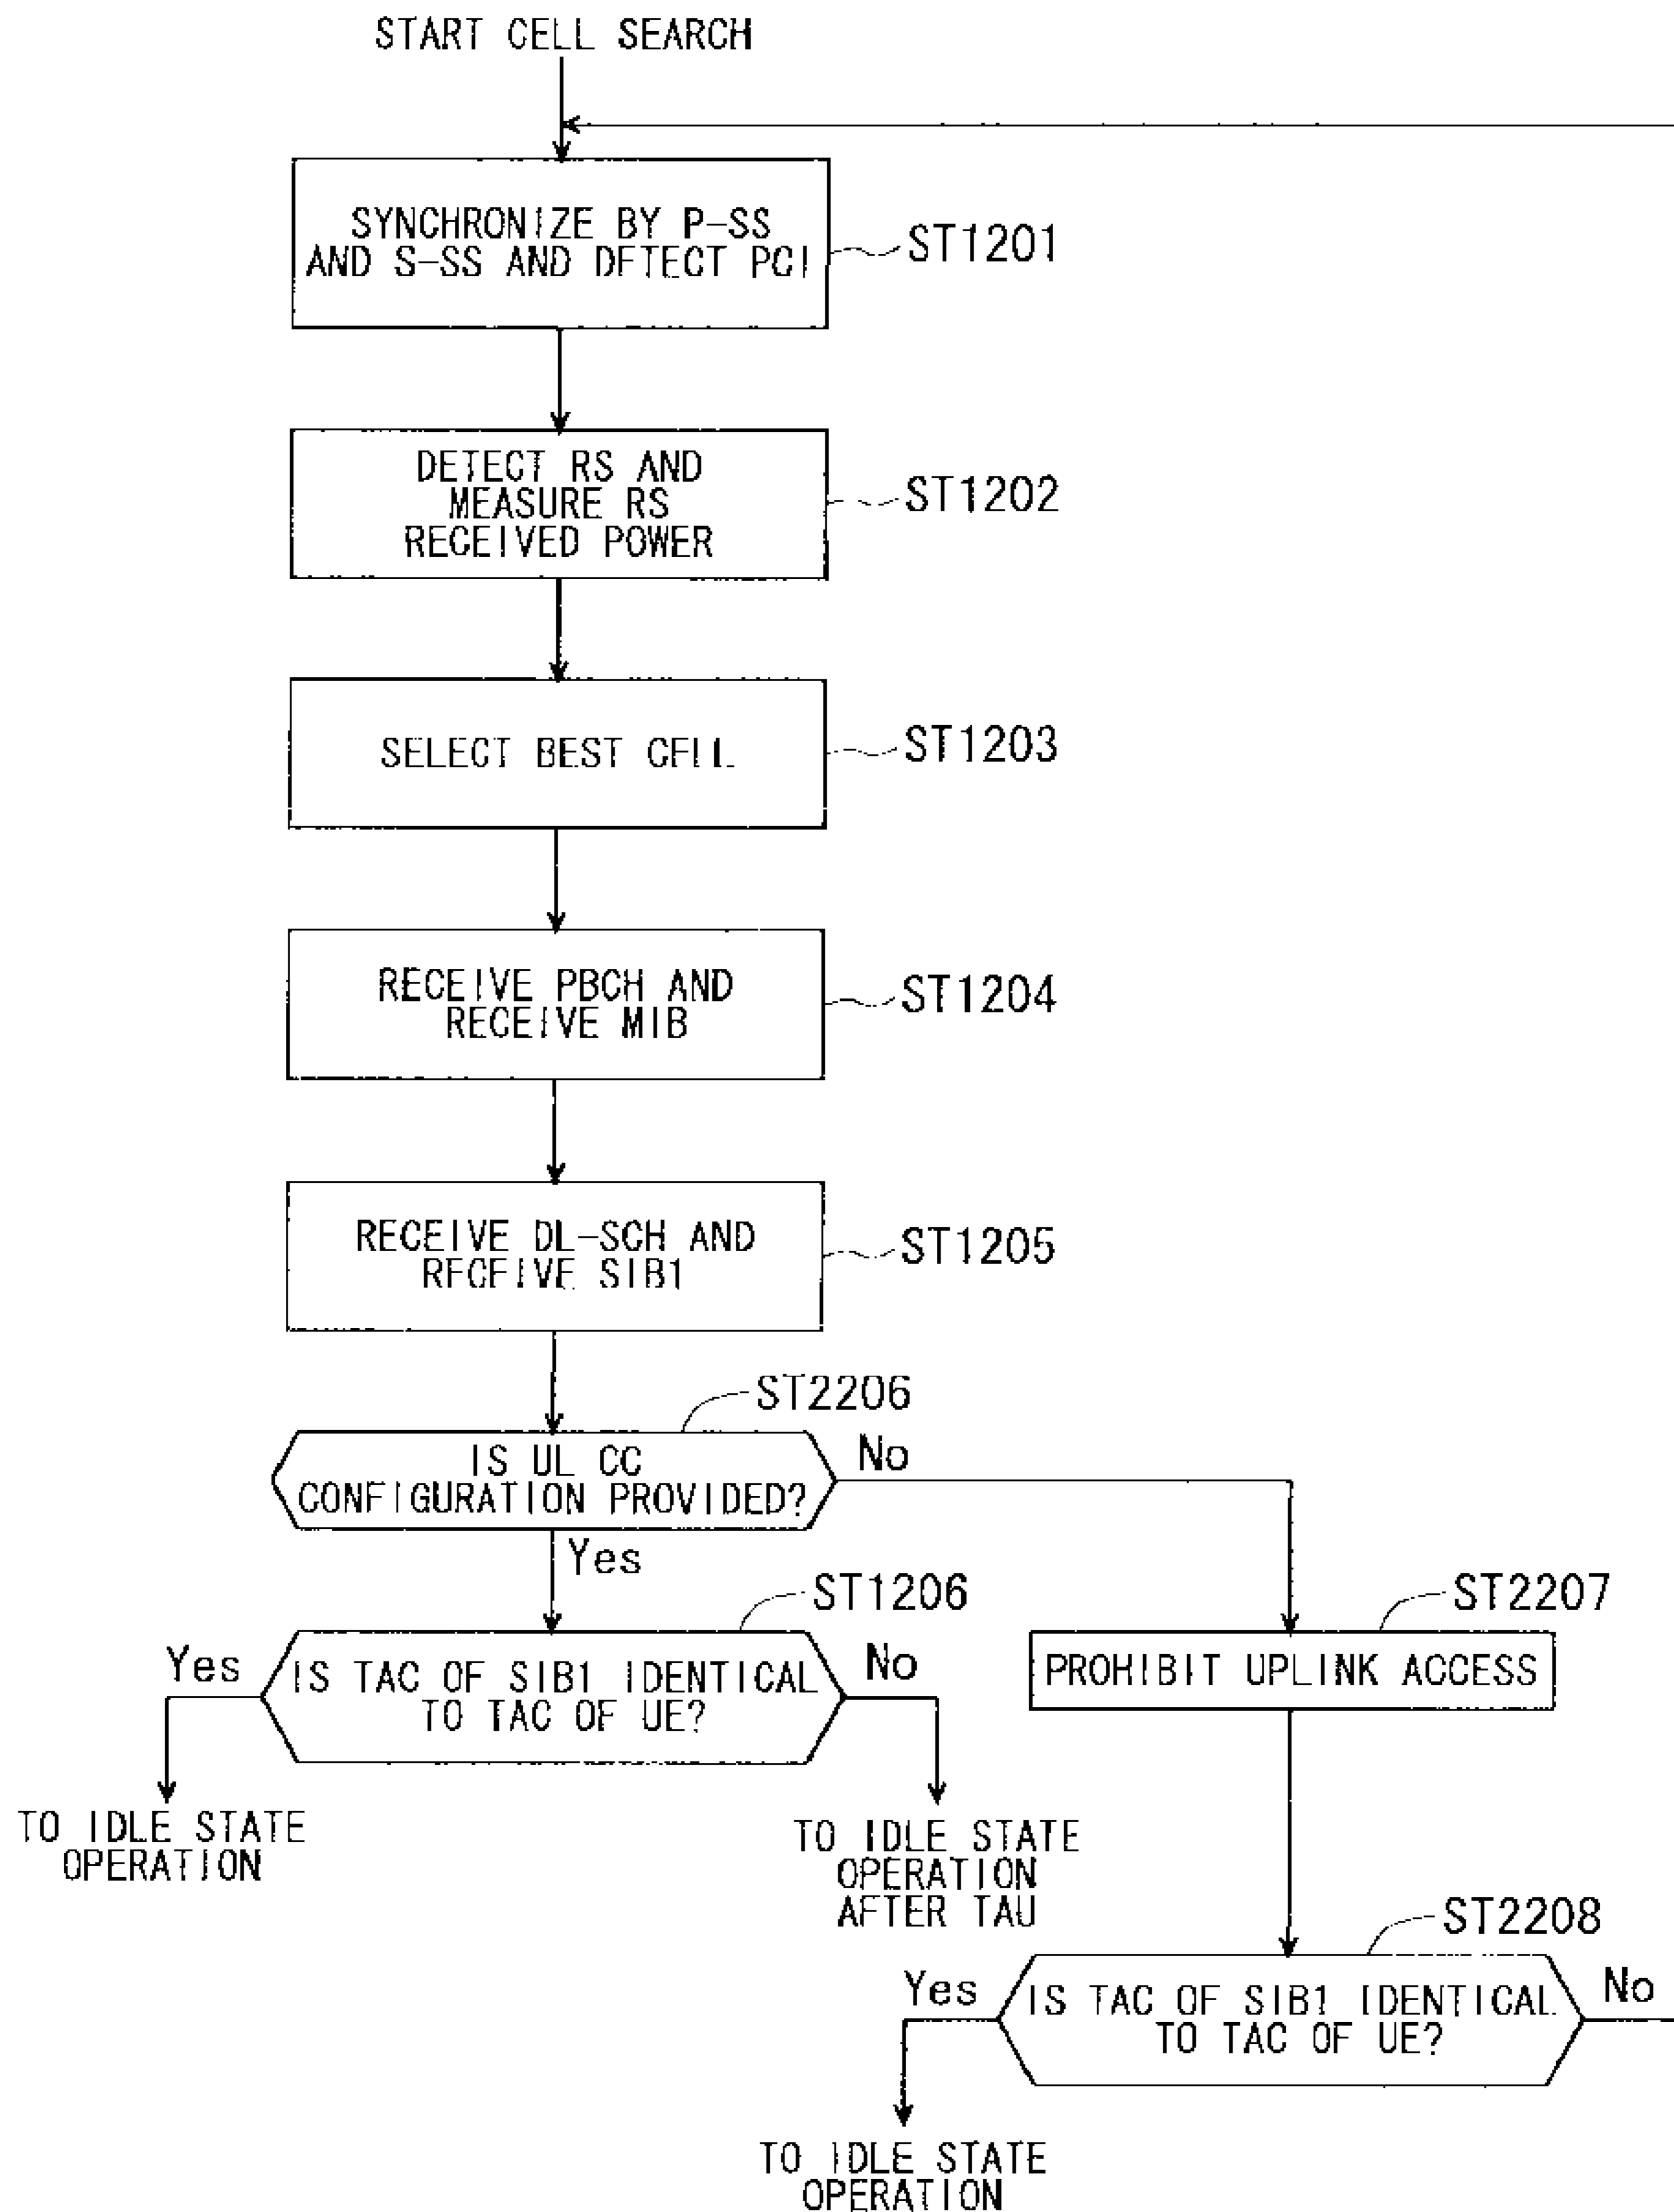 START CELL SEARCH
SYNCHRONIZE BY P-SS
AND S-SS AND DETECT PCI
ST1201
DETECT RS AND
MEASURE RS
RECEIVED POWER
ST1202
SELECT BEST CELL
ST1203
RECEIVE PBCH AND
RECEIVE MIB
ST1204
RECEIVE DL-SCH AND
RECEIVE SIB1
ST1205
ST2206
IS UL CC
CONFIGURATION PROVIDED?
No
Yes
ST1206
ST2207
Yes
IS TAC OF SIB1 IDENTICAL
TO TAC OF UE?
No
PROHIBIT UPLINK ACCESS
TO IDLE STATE
OPERATION
TO IDLE STATE
OPERATION
AFTER TAU
ST2208
Yes
IS TAC OF SIB1 IDENTICAL
TO TAC OF UE?
No
TO IDLE STATE
OPERATION